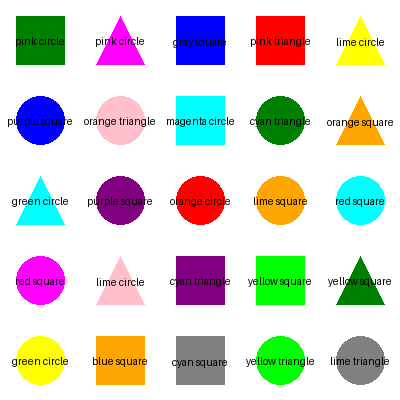 pink circle pink circle gray square pink triangle lime circle
purple square orange triangle magenta circle cyan triangle orange square
green circle purple square orange circle lime square red square
red square lime circle cyan triangle yellow square yellow square
green circle blue square cyan square yellow triangle lime triangle